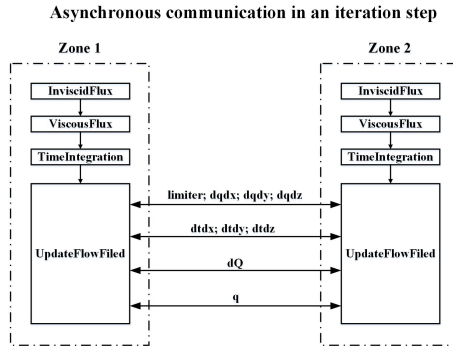 Asynchronous communication in an iteration step
Zone 1
Zone 2
InviscidFlux
InviscidFlux
ViscousFlux
ViscousFlux
TimeIntegration
TimeIntegration
limiter; dqdx; dqdy; dqdz
dtdx; dtdy; dtdz
UpdateFlowFiled
UpdateFlowFiled
dQ
q